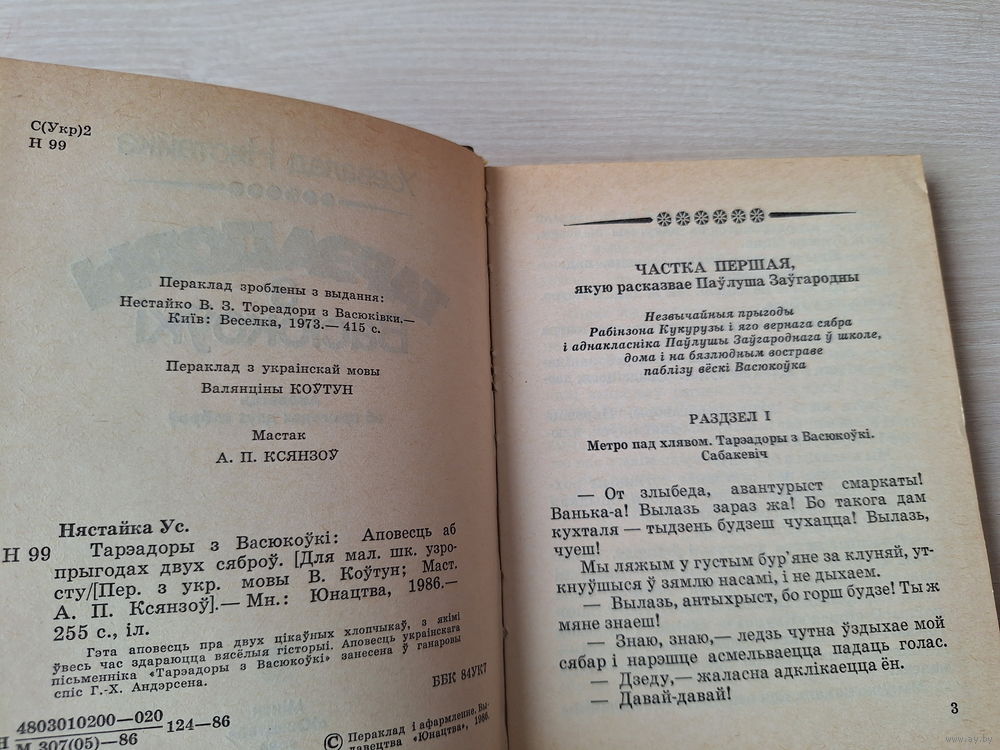 С(Укр)2
Н 99
Пераклад зроблены з выдання:
Нестайко В. З. Тореадори з Васюківки.—
Київ: Веселка, 1973.— 415 с.
Пераклад з украінскай мовы
Валянціны КОЎТУН
Мастак
А. П. КСЯНЗОЎ
Нястайка Ус.
Н 99 Тарэадоры з Васюкоўкі: Аповесць аб
прыгодах двух сяброў. [Для мал. шк. узро-
сту/[Пер. з укр. мовы В. Коўтун; Маст.
А. П. Ксянзоў].— Мн.: Юнацтва, 1986.—
255 с., іл.
Гэта аповесць пра двух цікаўных хлопчыкаў, з якімі
ўвесь час здараюцца вясёлыя гісторыі. Аповесць украінскага
пісьменніка «Тарэадоры з Васюкоўкі» занесена ў ганаровы
спіс Г.-Х. Андэрсена.
ББК 84УК7
Н 4803010200—020
М 307(05)—86
124—86
© Пераклад і афармленне. Вы-
давецтва «Юнацтва», 1986.
ЧАСТКА ПЕРШАЯ,
якую расказвае Паўлуша Заўгародны
Незвычайныя прыгоды
Рабінзона Кукурузы і яго вернага сябра
і аднакласніка Паўлушы Заўгароднага ў школе,
дома і на бязлюдным востраве
паблізу вёскі Васюкоўка
РАЗДЗЕЛ I
Метро пад хлявом. Тарэадоры з Васюкоўкі.
Сабакевіч
— От злыбеда, авантурыст смаркаты!
Ванька-а! Вылазь зараз жа! Бо такога дам
кухталя — тыдзень будзеш чухацца! Вылазь,
чуеш!
Мы ляжым у густым бур'яне за клуняй, ут-
кнуўшыся ў зямлю насамі, і не дыхаем.
— Вылазь, антыхрыст, бо горш будзе! Ты ж
мяне знаеш!
— Знаю, знаю,— ледзь чутна ўздыхае мой
сябар і нарэшце асмельваецца падаць голас.
— Дзеду,— жаласна адклікаецца ён.
— Давай-давай!
3
www.ay.by